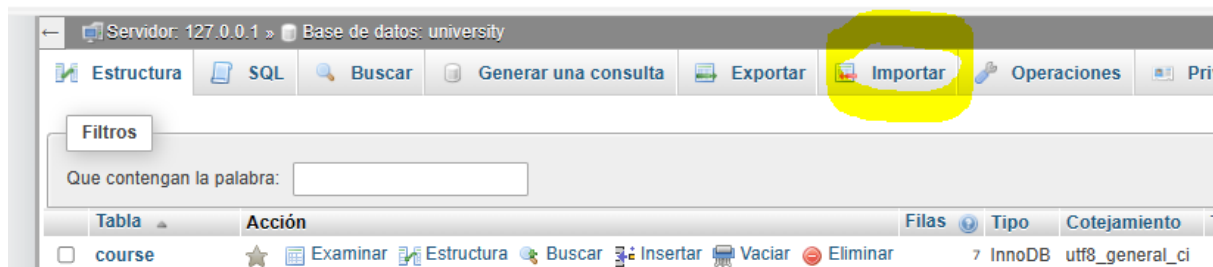 ← Servidor: 127.0.0.1 » Base de datos: university
Estructura SQL Buscar Generar una consulta Exportar Importar Operaciones Pri
Filtros
Que contengan la palabra:
Tabla Acción Filas Tipo Cotejamiento
course Examinar Estructura Buscar Insertar Vaciar Eliminar 7 InnoDB utf8_general_ci